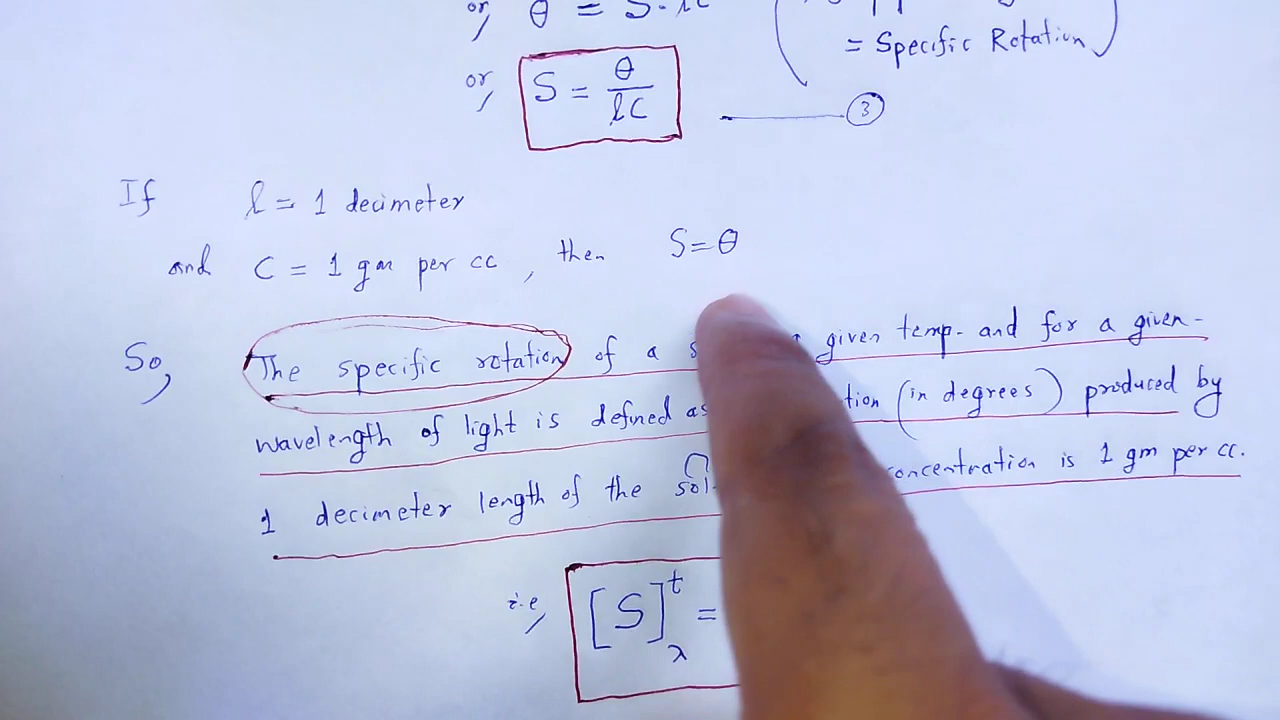 or, θ = S.lC
= Specific Rotation
or, S = θ/lC ③
If l = 1 decimeter
and C = 1 gm per cc, then S = θ
So, The specific rotation of a given temp- and for a given-
wavelength of light is defined as (in degrees) produced by
1 decimeter length of the concentration is 1 gm per cc.
i.e, [S]ᵗ_λ =